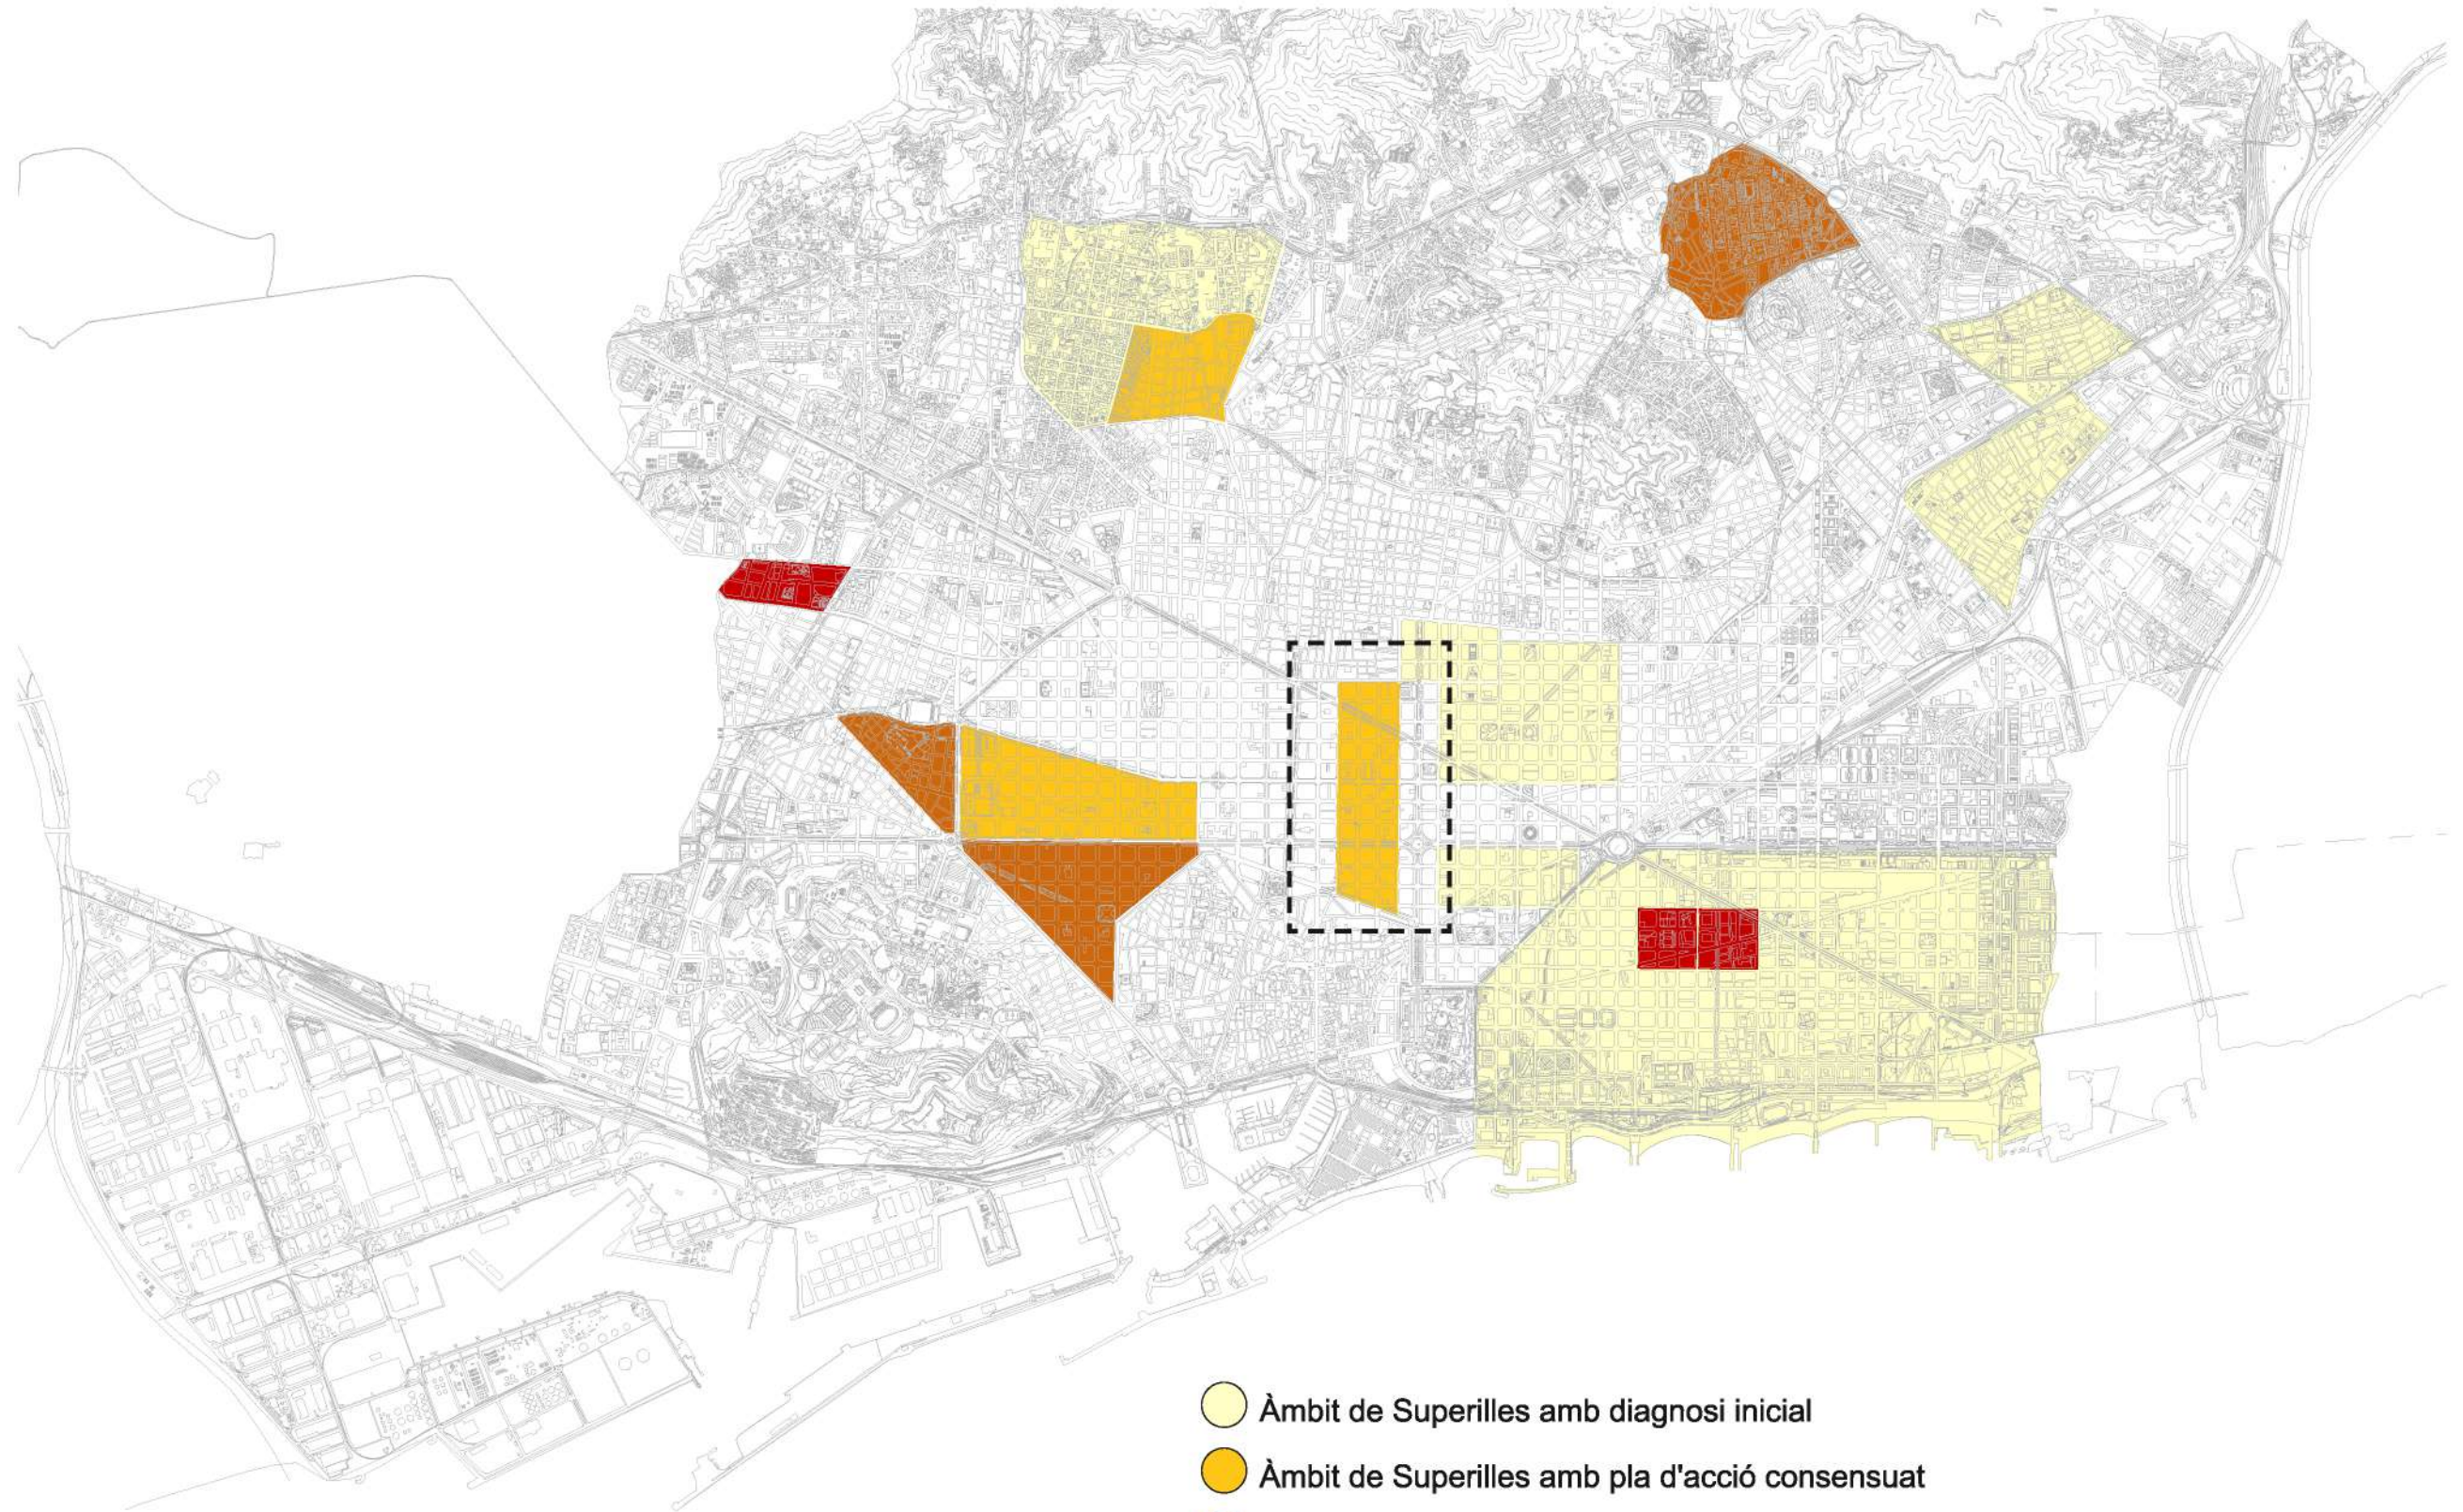 Àmbit de Superilles amb diagnosi inicial
Àmbit de Superilles amb pla d'acció consensuat